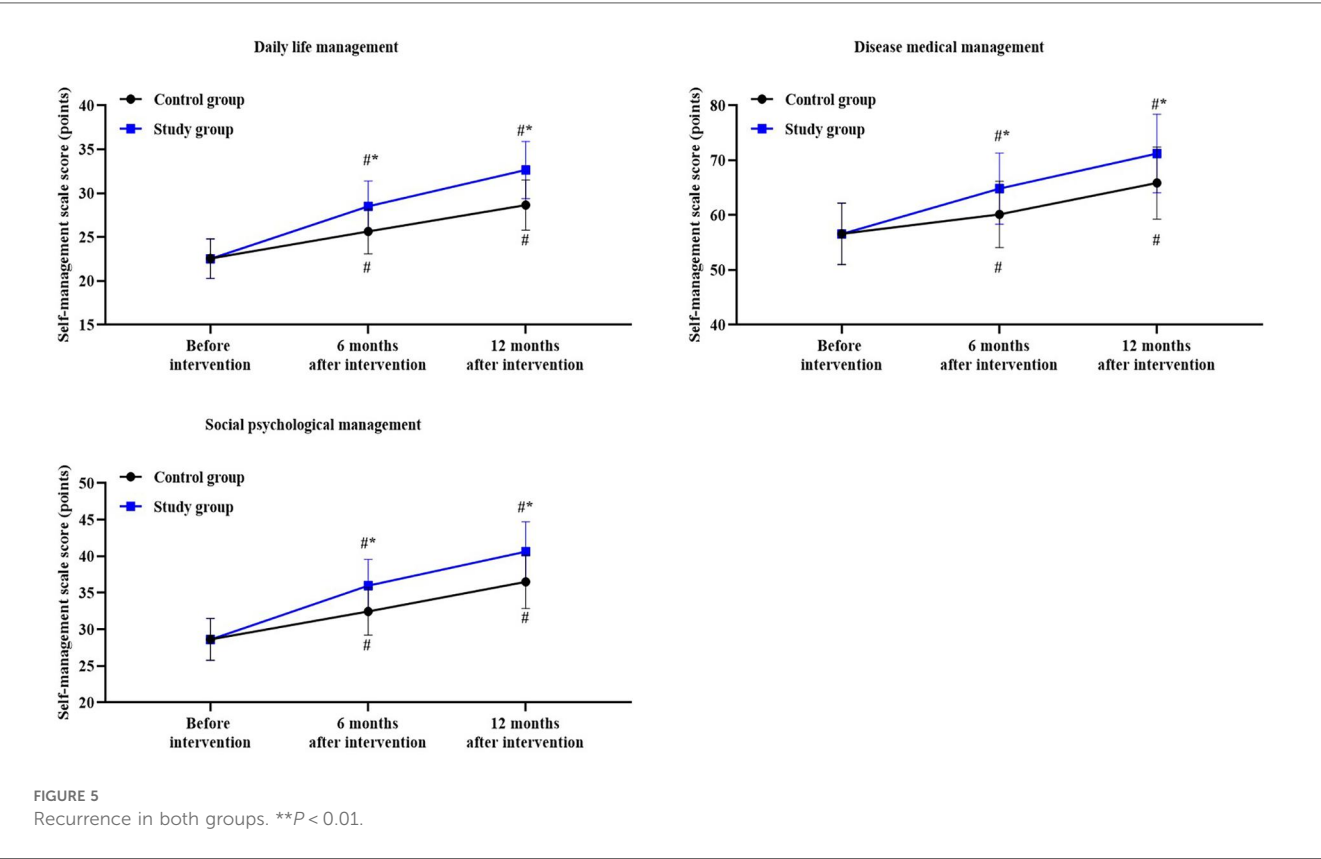 Daily life management
Control group
Study group
Self-management scale score (points)
40
35
30
25
20
15
#*
#*
#
#
Before intervention
6 months after intervention
12 months after intervention
Disease medical management
Control group
Study group
Self-management scale score (points)
80
70
60
50
40
#*
#*
#
#
Before intervention
6 months after intervention
12 months after intervention
Social psychological management
Control group
Study group
Self-management scale score (points)
50
45
40
35
30
25
20
#*
#*
#
#
Before intervention
6 months after intervention
12 months after intervention
FIGURE 5
Recurrence in both groups. **P < 0.01.